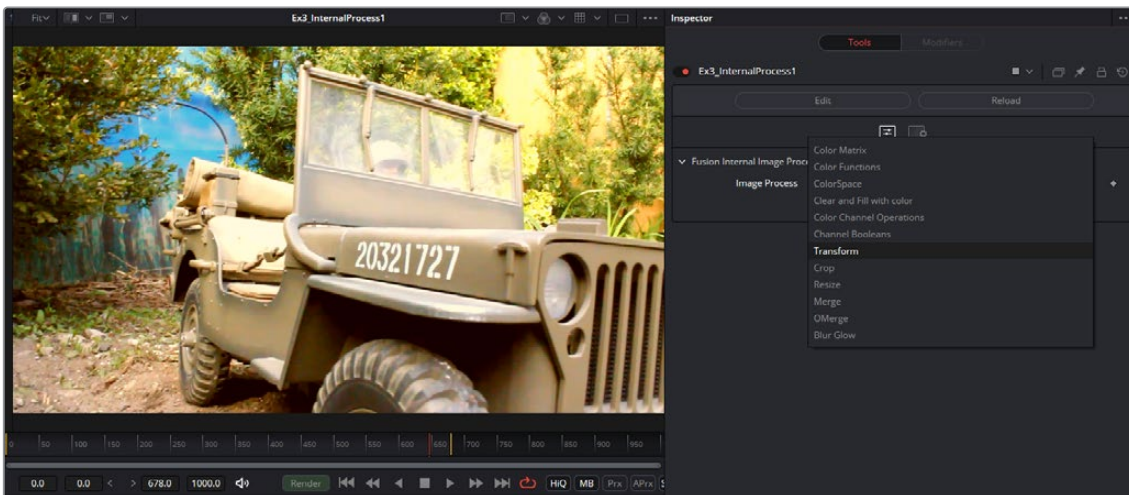 Fit
Ex3_InternalProcess1
Inspector
Tools
Modifiers
Ex3_InternalProcess1
Edit
Reload
Fusion Internal Image Proc
Image Process
Color Matrix
Color Functions
ColorSpace
Clear and Fill with color
Color Channel Operations
Channel Booleans
Transform
Crop
Resize
Merge
OMerge
Blur Glow
20321727
0 50 100 150 200 250 300 350 400 450 500 550 600 650 700 750 800 850 900 950
0.0 0.0 < > 678.0 1000.0 Render HiQ MB Prx APrx S